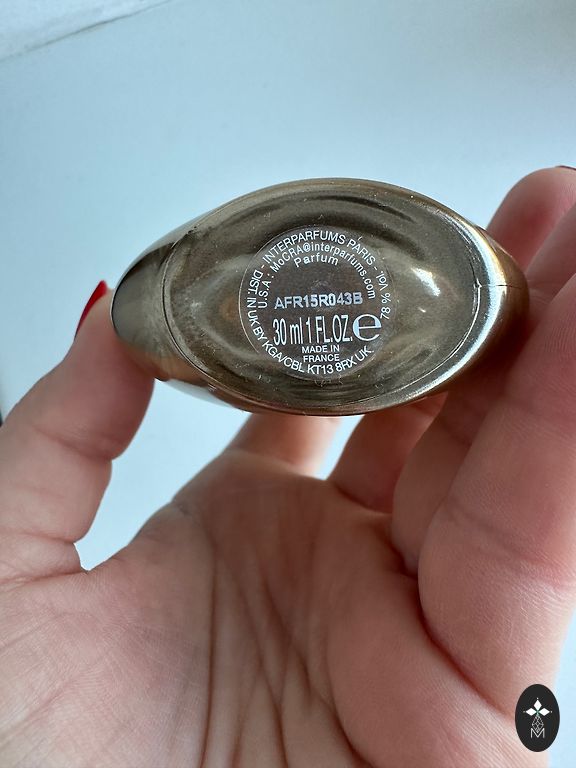 INTERPARFUMS PARIS - 78 % Vol.
U.S.A : MoCRA@interparfums.com
Parfum
AFR15R043B
30 ml 1 FL.OZ. e
MADE IN
FRANCE
DIST. IN UK BY KGA/CBL KT13 8RX UK.
M